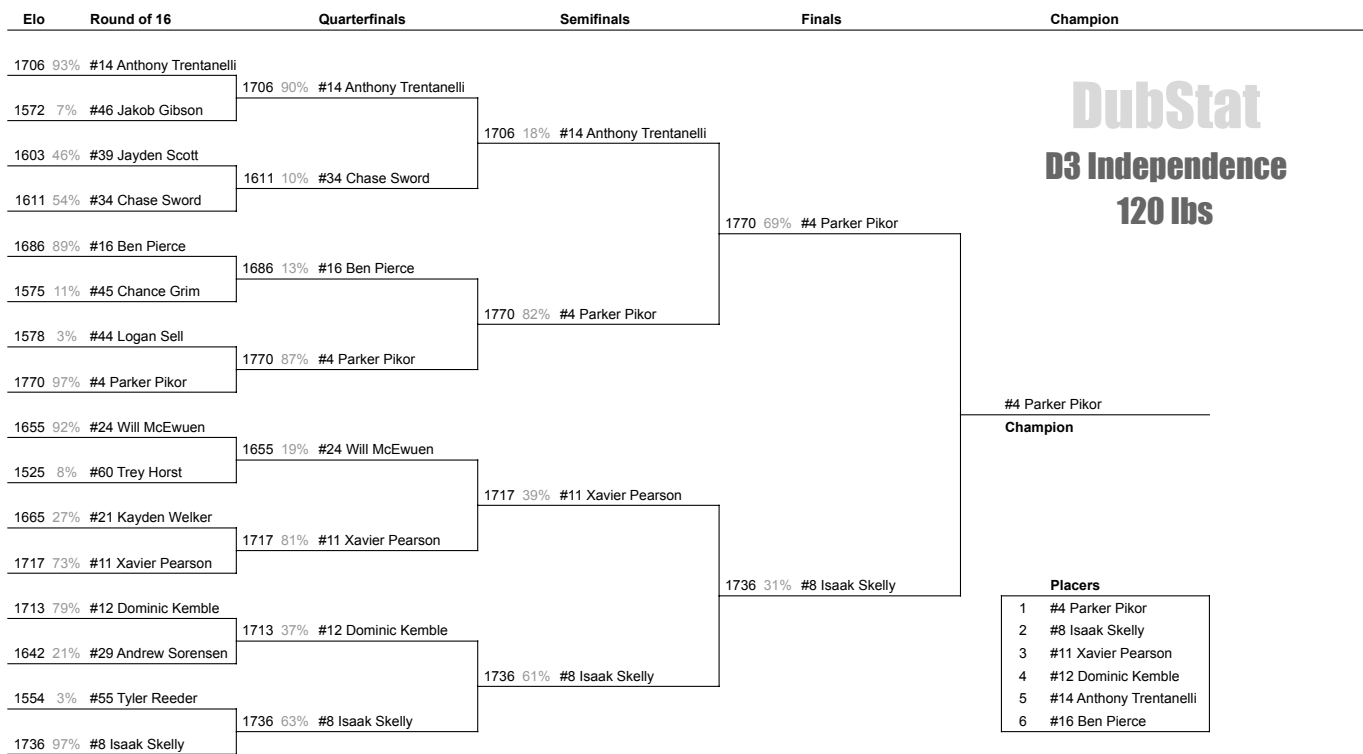 Elo Round of 16 Quarterfinals Semifinals Finals Champion
1706 93% #14 Anthony Trentanelli
1706 90% #14 Anthony Trentanelli
1572 7% #46 Jakob Gibson
1706 18% #14 Anthony Trentanelli
1603 46% #39 Jayden Scott
1611 10% #34 Chase Sword
1611 54% #34 Chase Sword
1770 69% #4 Parker Pikor
1686 89% #16 Ben Pierce
1686 13% #16 Ben Pierce
1575 11% #45 Chance Grim
1770 82% #4 Parker Pikor
1578 3% #44 Logan Sell
1770 87% #4 Parker Pikor
1770 97% #4 Parker Pikor
DubStat
D3 Independence
120 lbs
#4 Parker Pikor
Champion
1655 92% #24 Will McEwuen
1655 19% #24 Will McEwuen
1525 8% #60 Trey Horst
1717 39% #11 Xavier Pearson
1665 27% #21 Kayden Welker
1717 81% #11 Xavier Pearson
1717 73% #11 Xavier Pearson
1736 31% #8 Isaak Skelly
1713 79% #12 Dominic Kemble
1713 37% #12 Dominic Kemble
1642 21% #29 Andrew Sorensen
1736 61% #8 Isaak Skelly
1554 3% #55 Tyler Reeder
1736 63% #8 Isaak Skelly
1736 97% #8 Isaak Skelly
Placers
1 #4 Parker Pikor
2 #8 Isaak Skelly
3 #11 Xavier Pearson
4 #12 Dominic Kemble
5 #14 Anthony Trentanelli
6 #16 Ben Pierce